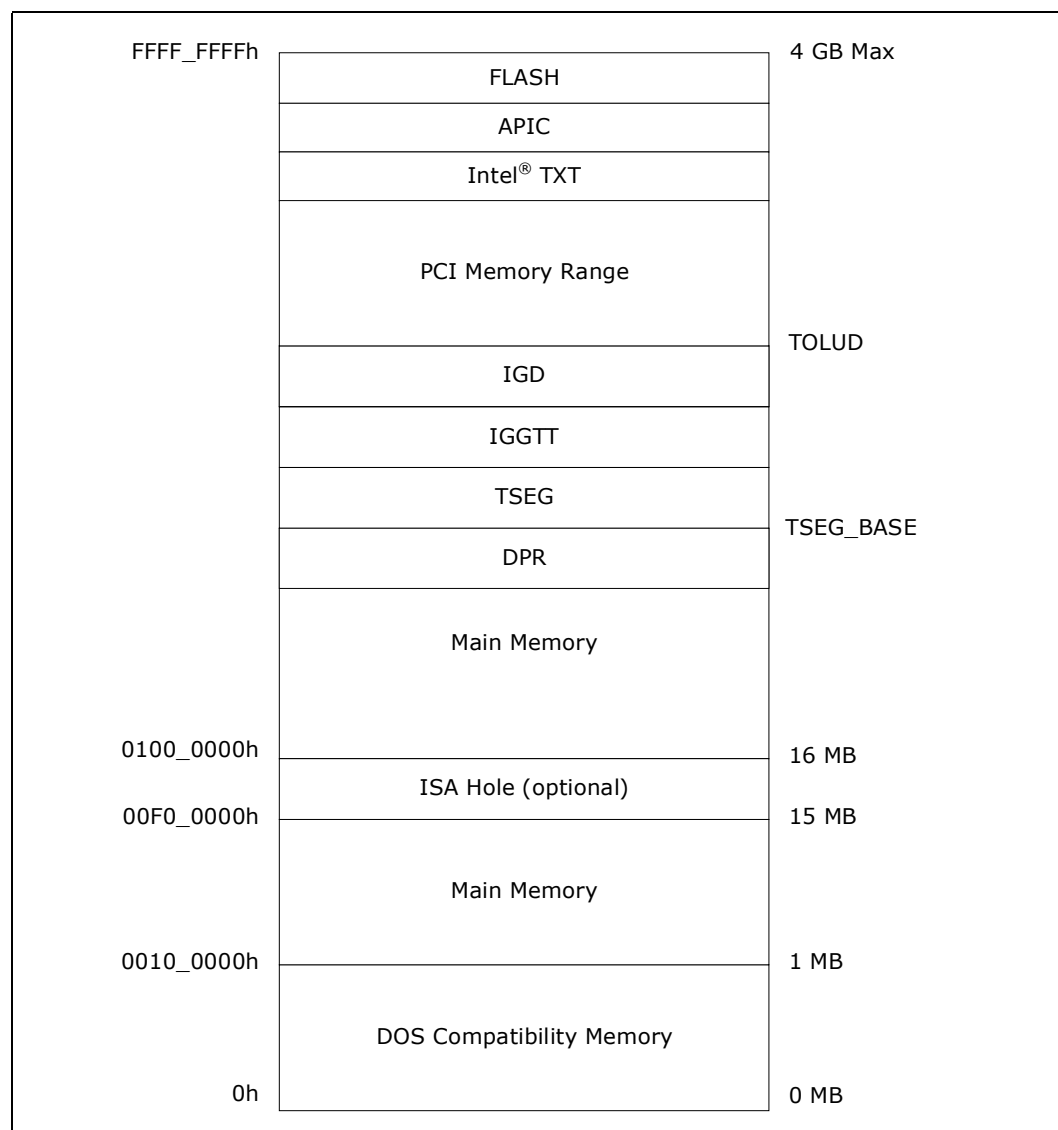 FFFF_FFFFh 4 GB Max
FLASH
APIC
Intel® TXT
PCI Memory Range
TOLUD
IGD
IGGTT
TSEG
TSEG_BASE
DPR
Main Memory
0100_0000h 16 MB
ISA Hole (optional)
00F0_0000h 15 MB
Main Memory
0010_0000h 1 MB
DOS Compatibility Memory
0h 0 MB